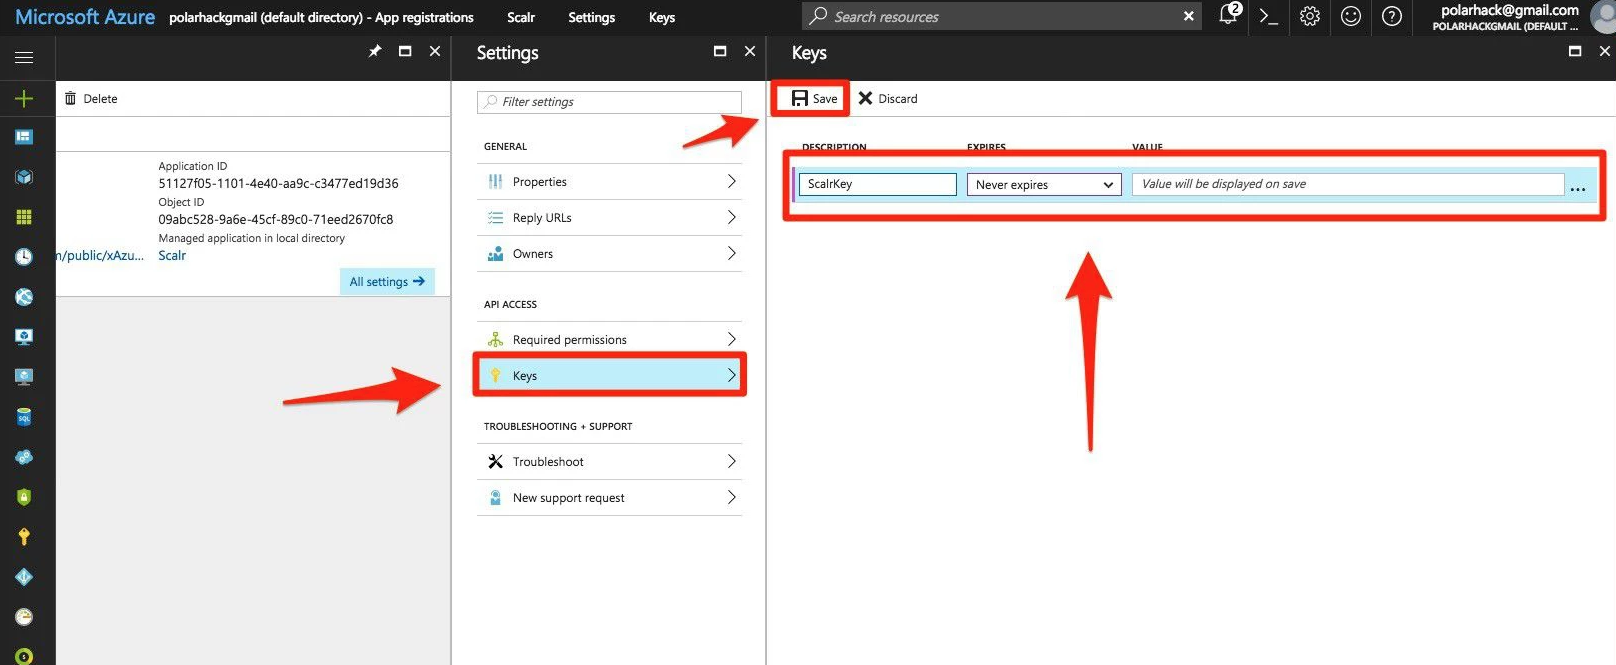 Microsoft Azure polarhackgmail (default directory) - App registrations Scalr Settings Keys
Search resources
2
polarhack@gmail.com
POLARHACKGMAIL (DEFAULT ...
Delete
Application ID
51127f05-1101-4e40-aa9c-c3477ed19d36
Object ID
09abc528-9a6e-45cf-89c0-71eed2670fc8
Managed application in local directory
n/public/xAzu... Scalr
All settings
Settings
Filter settings
GENERAL
Properties
Reply URLs
Owners
API ACCESS
Required permissions
Keys
TROUBLESHOOTING + SUPPORT
Troubleshoot
New support request
Keys
Save Discard
DESCRIPTION EXPIRES VALUE
ScalrKey Never expires Value will be displayed on save ...
SQL